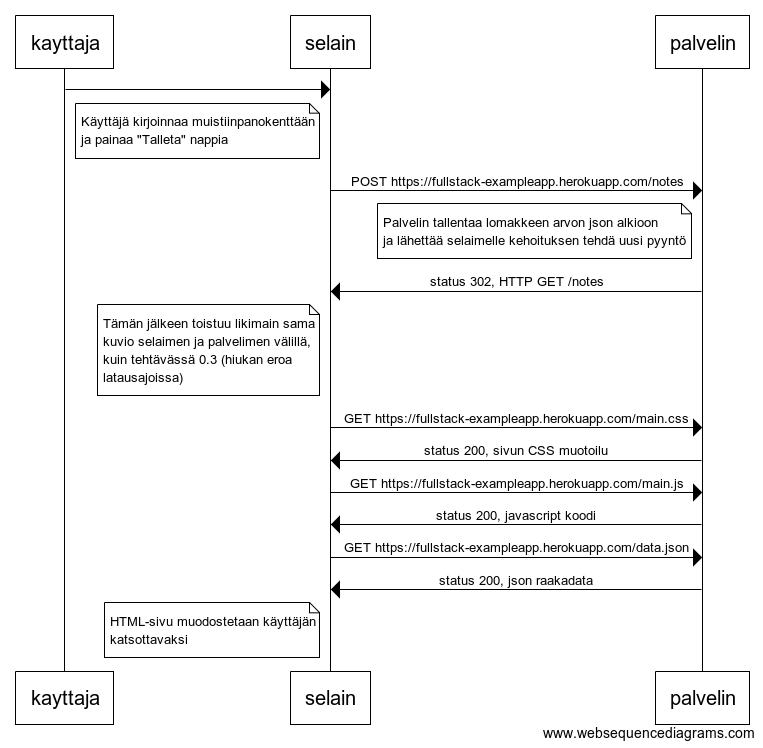 kayttaja
selain
palvelin
Käyttäjä kirjoinnaa muistiinpanokenttään
ja painaa "Talleta" nappia
POST https://fullstack-exampleapp.herokuapp.com/notes
Palvelin tallentaa lomakkeen arvon json alkioon
ja lähettää selaimelle kehoituksen tehdä uusi pyyntö
status 302, HTTP GET /notes
Tämän jälkeen toistuu likimain sama
kuvio selaimen ja palvelimen välillä,
kuin tehtävässä 0.3 (hiukan eroa
latausajoissa)
GET https://fullstack-exampleapp.herokuapp.com/main.css
status 200, sivun CSS muotoilu
GET https://fullstack-exampleapp.herokuapp.com/main.js
status 200, javascript koodi
GET https://fullstack-exampleapp.herokuapp.com/data.json
status 200, json raakadata
HTML-sivu muodostetaan käyttäjän
katsottavaksi
kayttaja
selain
palvelin
www.websequencediagrams.com